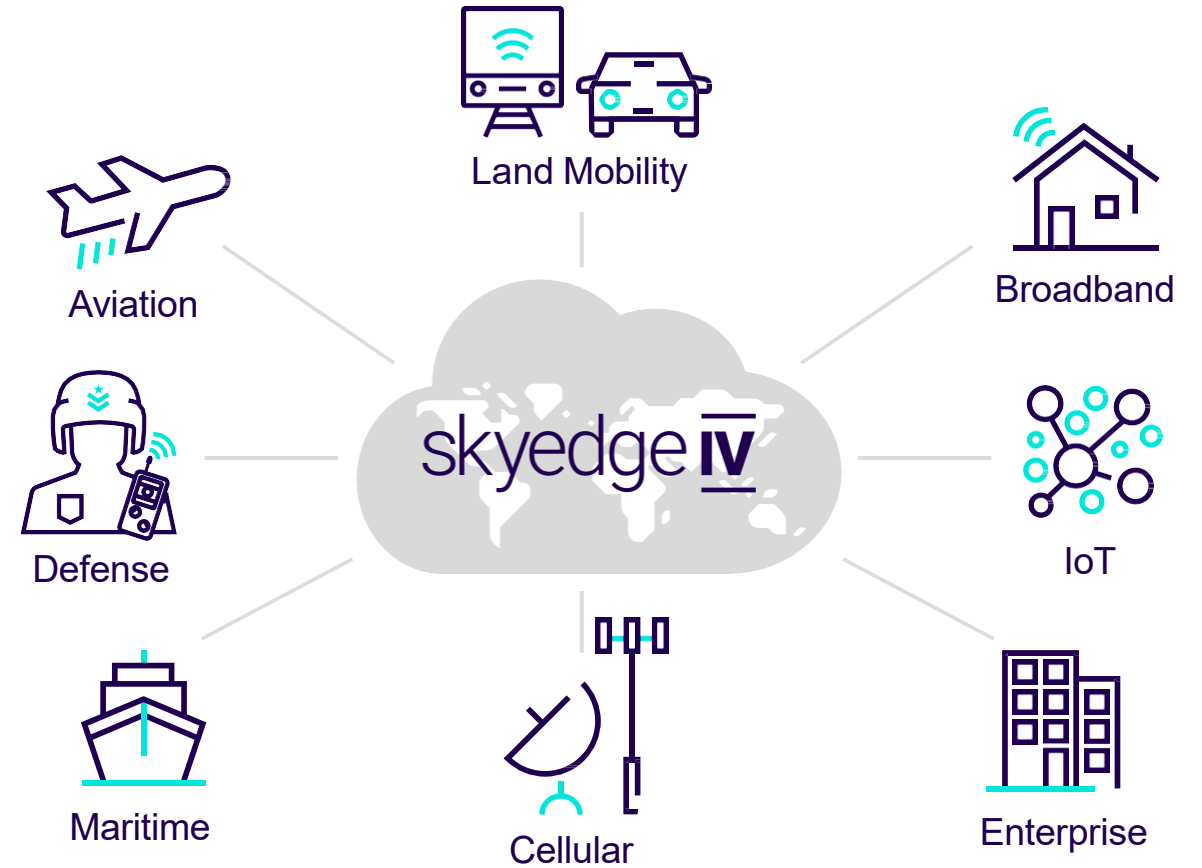 Land Mobility
Aviation
Broadband
skyedge IV
Defense
IoT
Maritime
Cellular
Enterprise